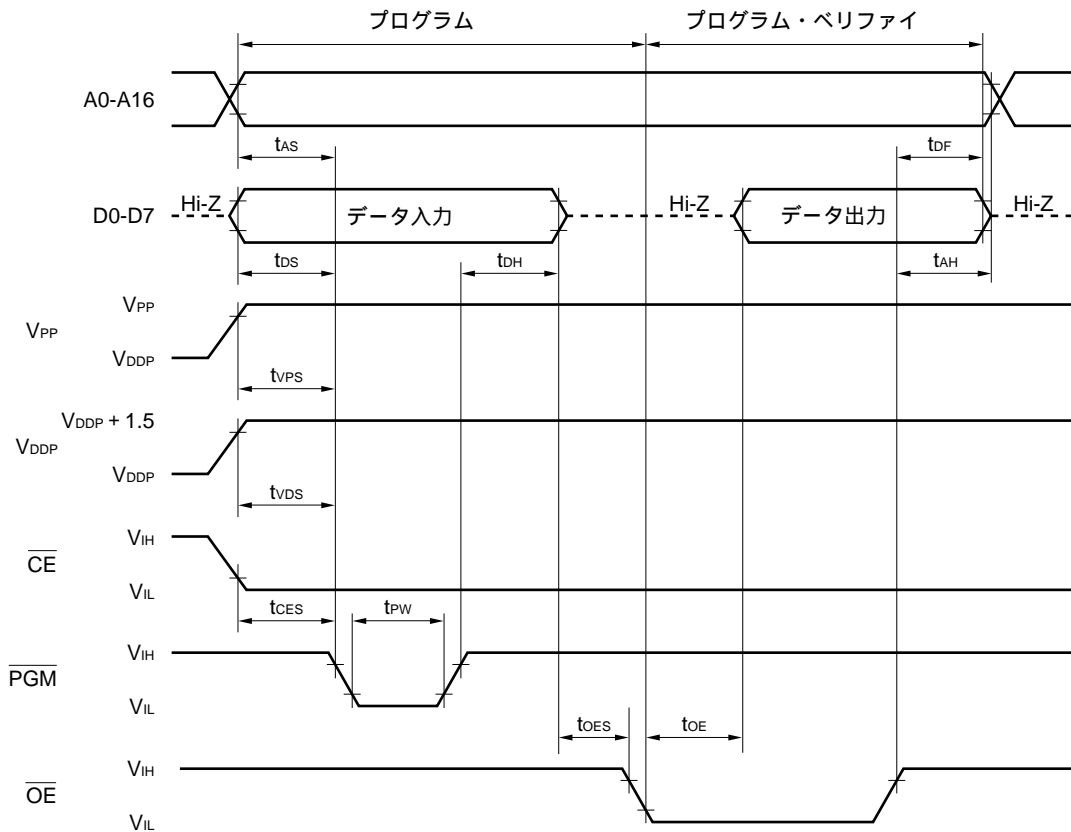 プログラム
プログラム・ベリファイ
A0-A16
tAS
tDF
D0-D7
Hi-Z
データ入力
Hi-Z
データ出力
Hi-Z
tDS
tDH
tAH
VPP
VPP
VDDP
tVPS
VDDP + 1.5
VDDP
VDDP
tVDS
VIH
CE
VIL
tCES
tPW
VIH
PGM
VIL
tOES
tOE
VIH
OE
VIL